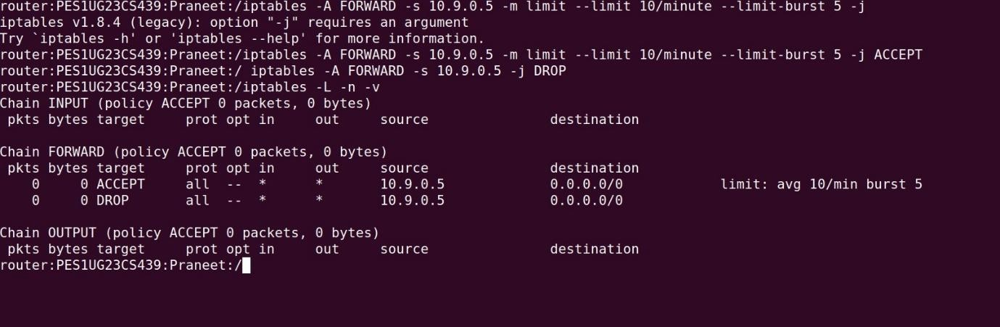 router:PES1UG23CS439:Praneet:/iptables -A FORWARD -s 10.9.0.5 -m limit --limit 10/minute --limit-burst 5 -j
iptables v1.8.4 (legacy): option "-j" requires an argument
Try `iptables -h' or 'iptables --help' for more information.
router:PES1UG23CS439:Praneet:/iptables -A FORWARD -s 10.9.0.5 -m limit --limit 10/minute --limit-burst 5 -j ACCEPT
router:PES1UG23CS439:Praneet:/ iptables -A FORWARD -s 10.9.0.5 -j DROP
router:PES1UG23CS439:Praneet:/iptables -L -n -v
Chain INPUT (policy ACCEPT 0 packets, 0 bytes)
 pkts bytes target     prot opt in     out     source               destination

Chain FORWARD (policy ACCEPT 0 packets, 0 bytes)
 pkts bytes target     prot opt in     out     source               destination
    0     0 ACCEPT     all  --  *      *       10.9.0.5             0.0.0.0/0            limit: avg 10/min burst 5
    0     0 DROP       all  --  *      *       10.9.0.5             0.0.0.0/0

Chain OUTPUT (policy ACCEPT 0 packets, 0 bytes)
 pkts bytes target     prot opt in     out     source               destination
router:PES1UG23CS439:Praneet:/